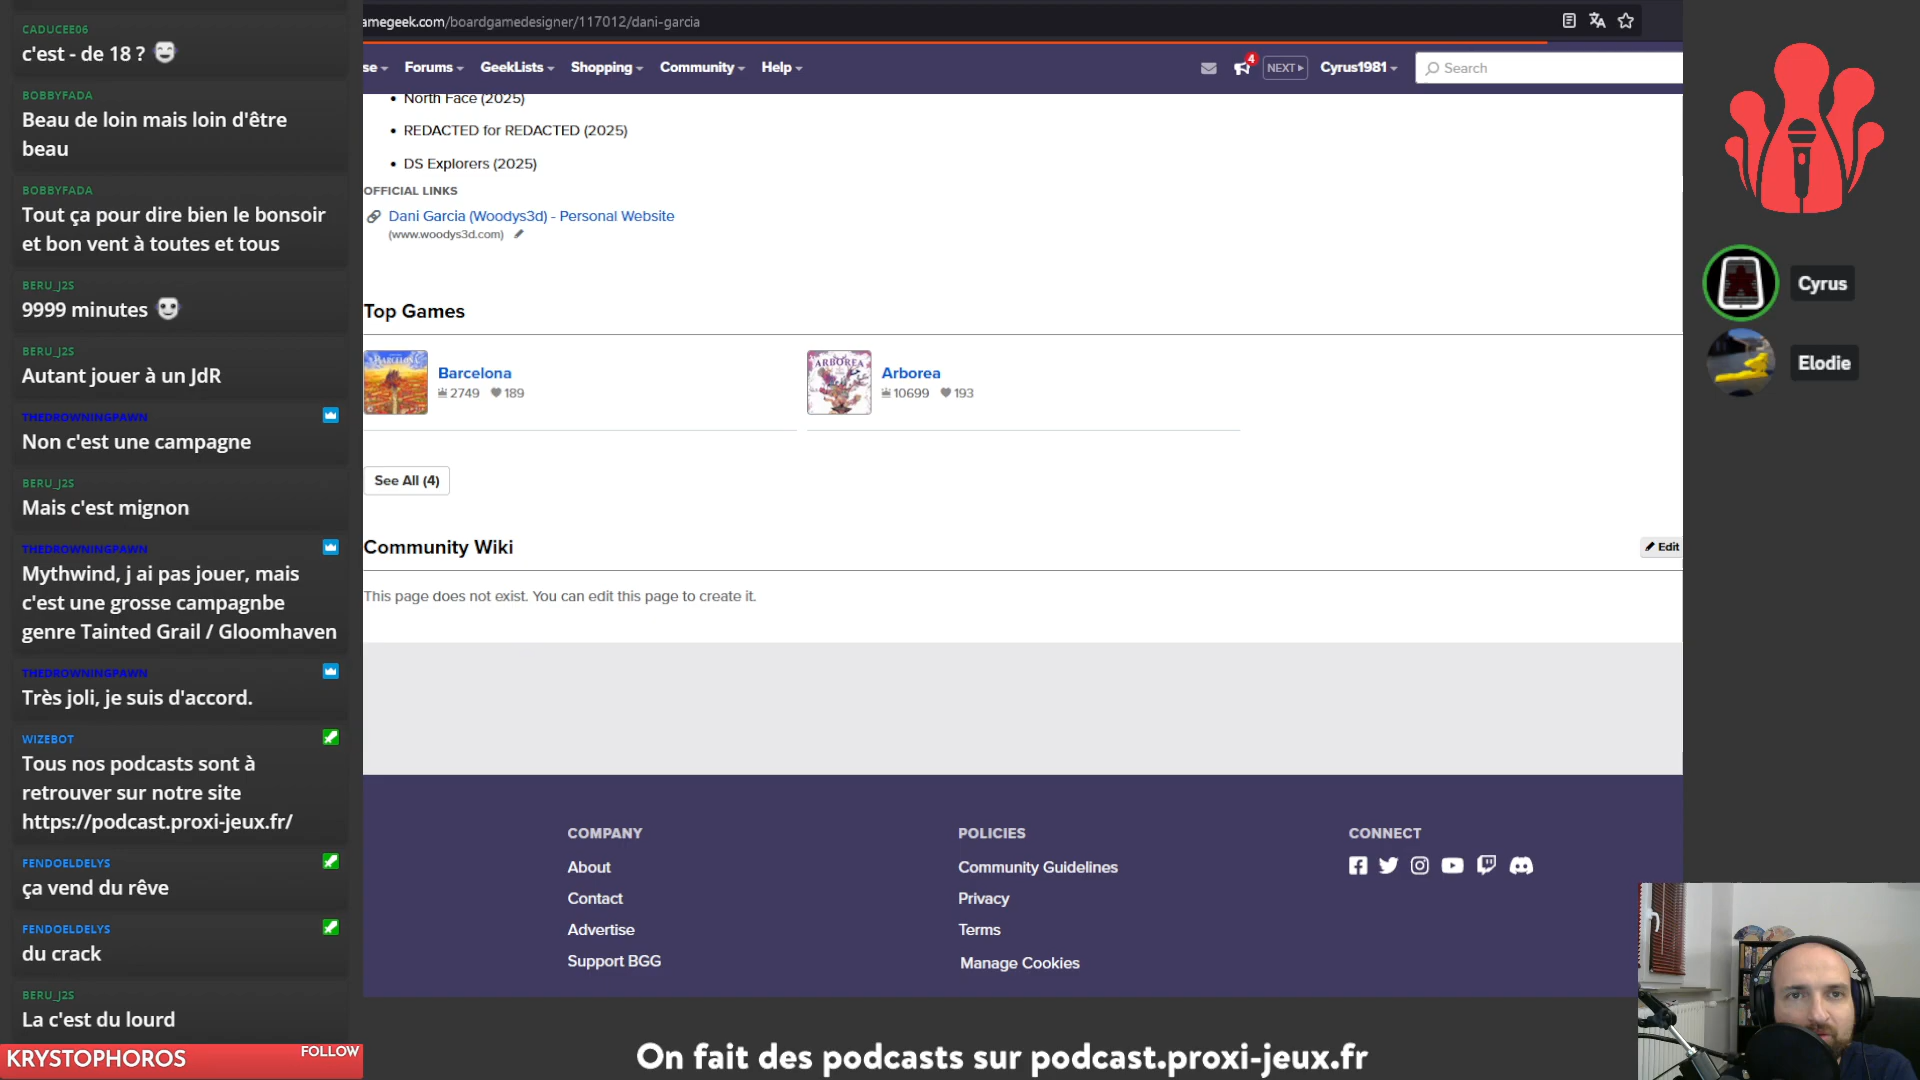 CADUCEE06
c'est - de 18 ?
BOBBYFADA
Beau de loin mais loin d'être
beau
BOBBYFADA
Tout ça pour dire bien le bonsoir
et bon vent à toutes et tous
BERU_J2S
9999 minutes
BERU_J2S
Autant jouer à un JdR
THEDROWNINGPAWN
Non c'est une campagne
BERU_J2S
Mais c'est mignon
THEDROWNINGPAWN
Mythwind, j ai pas jouer, mais
c'est une grosse campagnbe
genre Tainted Grail / Gloomhaven
THEDROWNINGPAWN
Très joli, je suis d'accord.
WIZEBOT
Tous nos podcasts sont à
retrouver sur notre site
https://podcast.proxi-jeux.fr/
FENDOELDELYS
ça vend du rêve
FENDOELDELYS
du crack
BERU_J2S
La c'est du lourd
KRYSTOPHOROS FOLLOW
amegeek.com/boardgamedesigner/117012/dani-garcia
se Forums GeekLists Shopping Community Help 4 NEXT Cyrus1981 Search
• North Face (2025)
• REDACTED for REDACTED (2025)
• DS Explorers (2025)
OFFICIAL LINKS
Dani Garcia (Woodys3d) - Personal Website
(www.woodys3d.com)
Top Games
BARCELONA
Barcelona
2749 189
ARBOREA
Arborea
10699 193
See All (4)
Community Wiki
Edit
This page does not exist. You can edit this page to create it.
COMPANY
About
Contact
Advertise
Support BGG
POLICIES
Community Guidelines
Privacy
Terms
Manage Cookies
CONNECT
Cyrus
Elodie
On fait des podcasts sur podcast.proxi-jeux.fr